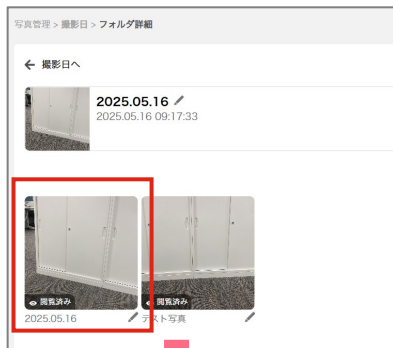 写真管理 > 撮影日 > フォルダ詳細
← 撮影日へ
2025.05.16
2025.05.16 09:17:33
閲覧済み
閲覧済み
2025.05.16
テスト写真